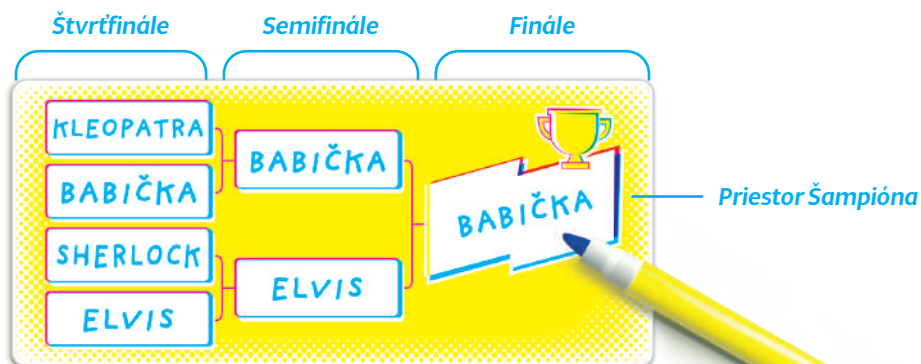 Štvrťfinále
Semifinále
Finále
KLEOPATRA
BABIČKA
SHERLOCK
ELVIS
BABIČKA
ELVIS
BABIČKA
Priestor Šampióna